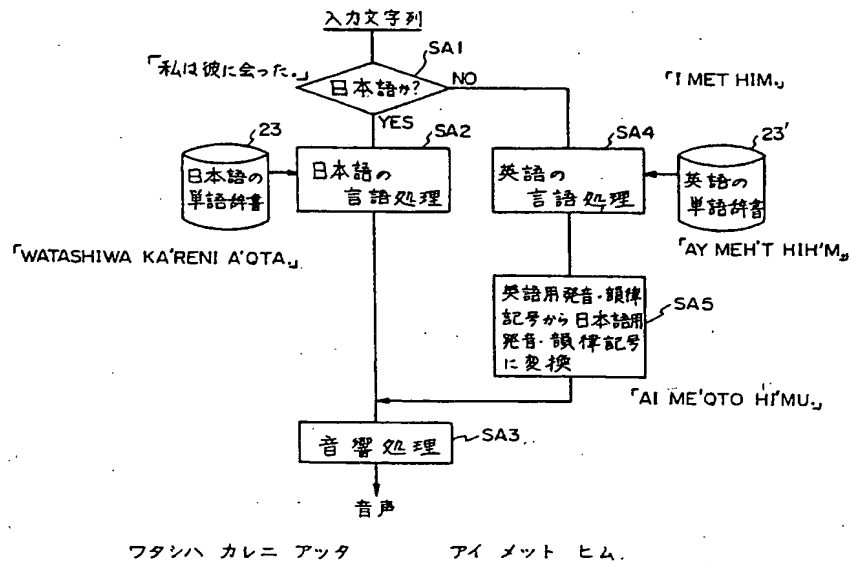 入力文字列
SA1
「私は彼に会った。」
日本語か?
NO
「I MET HIM.」
YES
23
SA2
SA4
23'
日本語の
単語辞書
日本語の
言語処理
英語の
言語処理
英語の
単語辞書
「WATASHIWA KA'RENI A'QTA.」
「AY MEH'T HIH'M.」
英語用発音・韻律
記号から日本語用
発音・韻律記号
に変換
SA5
「AI ME'QTO HI'MU.」
音響処理
SA3
音声
ワタシハ カレニ アッタ
アイ メット ヒム.